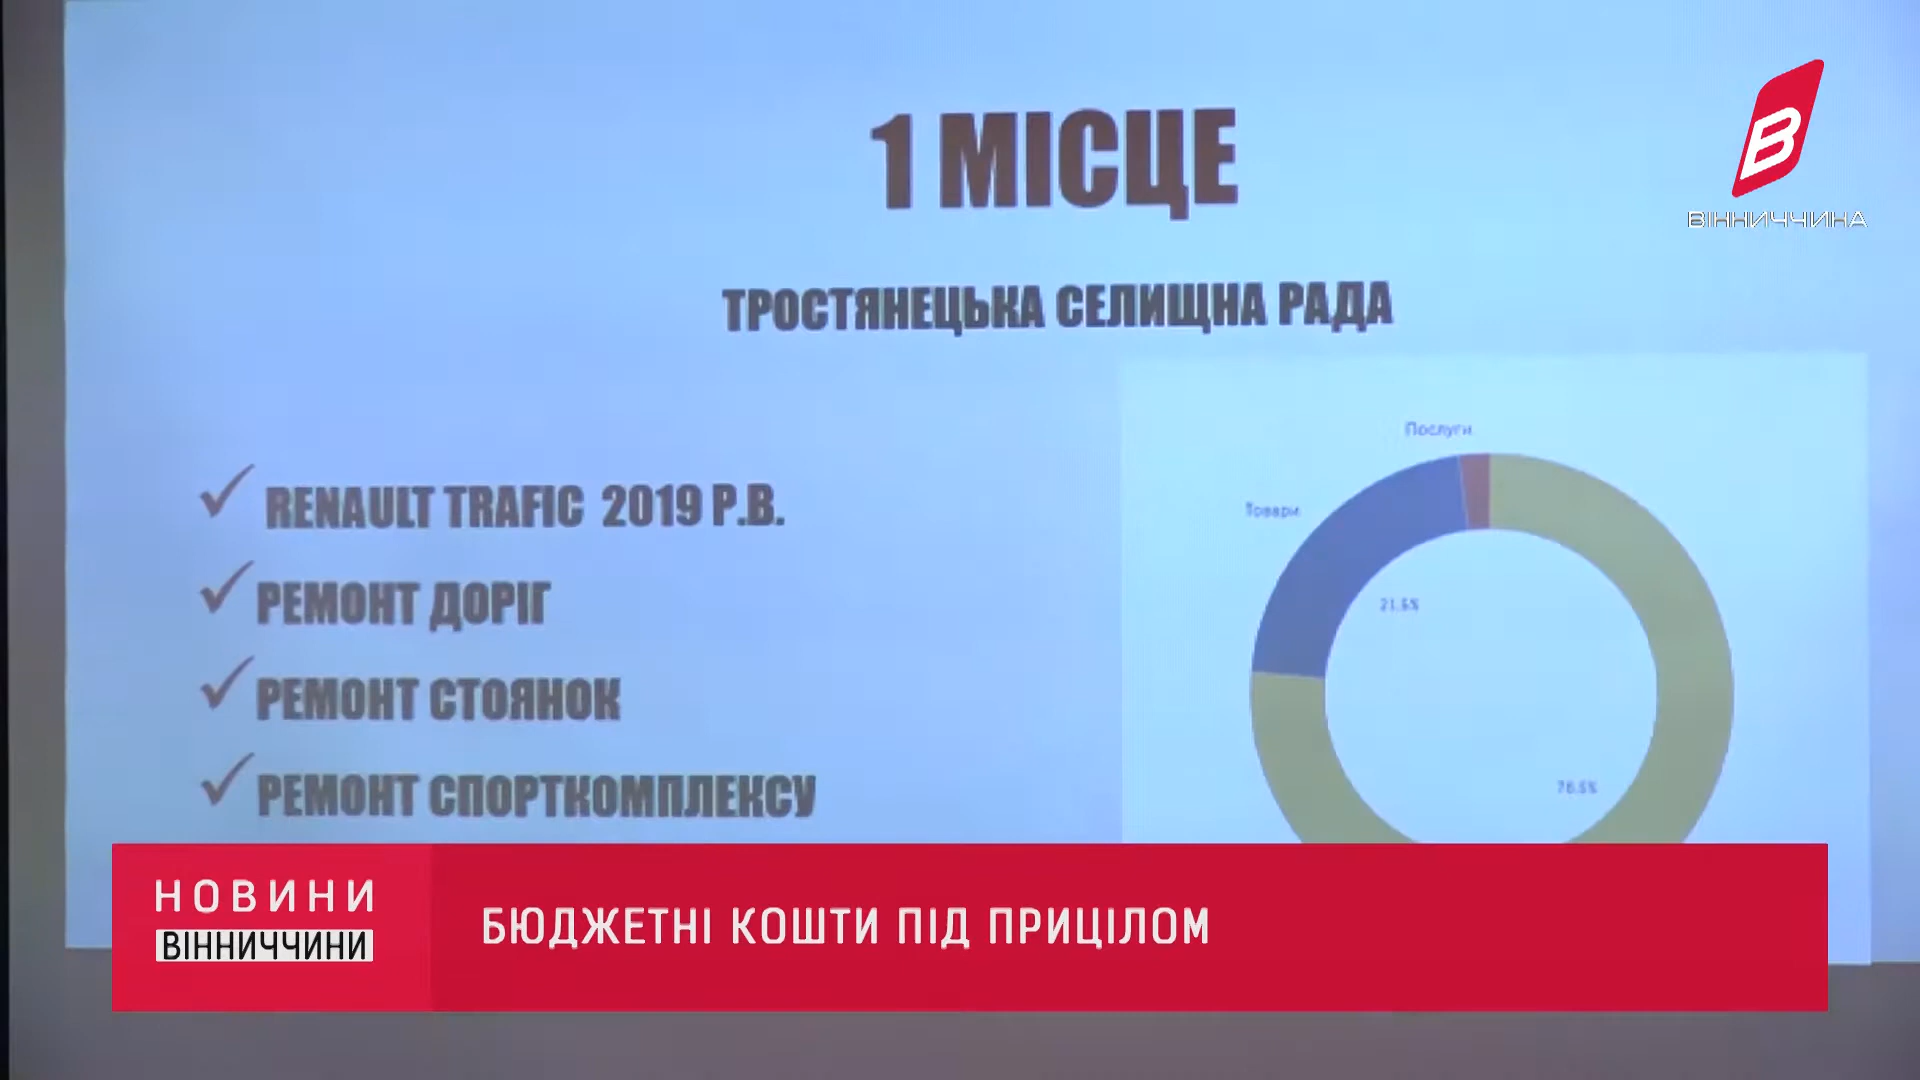 1 МІСЦЕ
ВІННИЧЧИНА
ТРОСТЯНЕЦЬКА СЕЛИЩНА РАДА
Послуги
Товари
21.5%
76.5%
✓ RENAULT TRAFIC 2019 Р.В.
✓ РЕМОНТ ДОРІГ
✓ РЕМОНТ СТОЯНОК
✓ РЕМОНТ СПОРТКОМПЛЕКСУ
НОВИНИ
ВІННИЧЧИНИ
БЮДЖЕТНІ КОШТИ ПІД ПРИЦІЛОМ